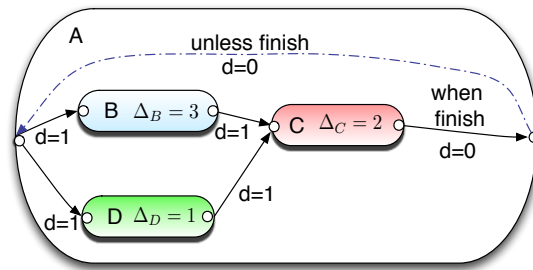 A
unless finish
d=0
B Δ_B = 3
d=1
d=1
C Δ_C = 2
when
finish
d=0
D Δ_D = 1
d=1
d=1